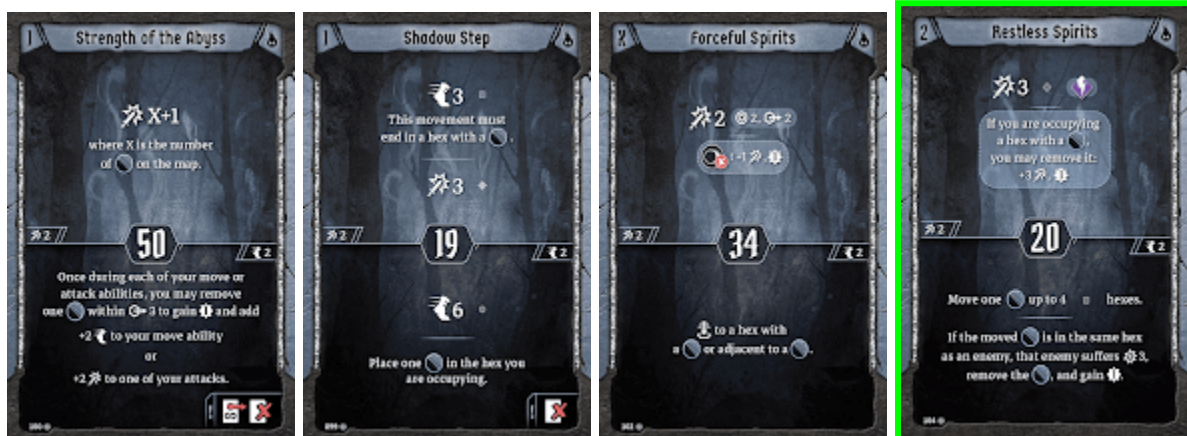 1
Strength of the Abyss
X+1
where X is the number
of on the map.
2
50
2
Once during each of your move or
attack abilities, you may remove
one within 3 to gain and add
+2 to your move ability
or
+2 to one of your attacks.
1
Shadow Step
3
This movement must
end in a hex with a .
3
2
19
2
6
Place one in the hex you
are occupying.
X
Forceful Spirits
2 2, 2
: -1 ,
2
34
2
to a hex with
a or adjacent to a .
2
Restless Spirits
3
If you are occupying
a hex with a ,
you may remove it:
+3 ,
2
20
2
Move one up to 4 hexes.
If the moved is in the same hex
as an enemy, that enemy suffers 3,
remove the , and gain .